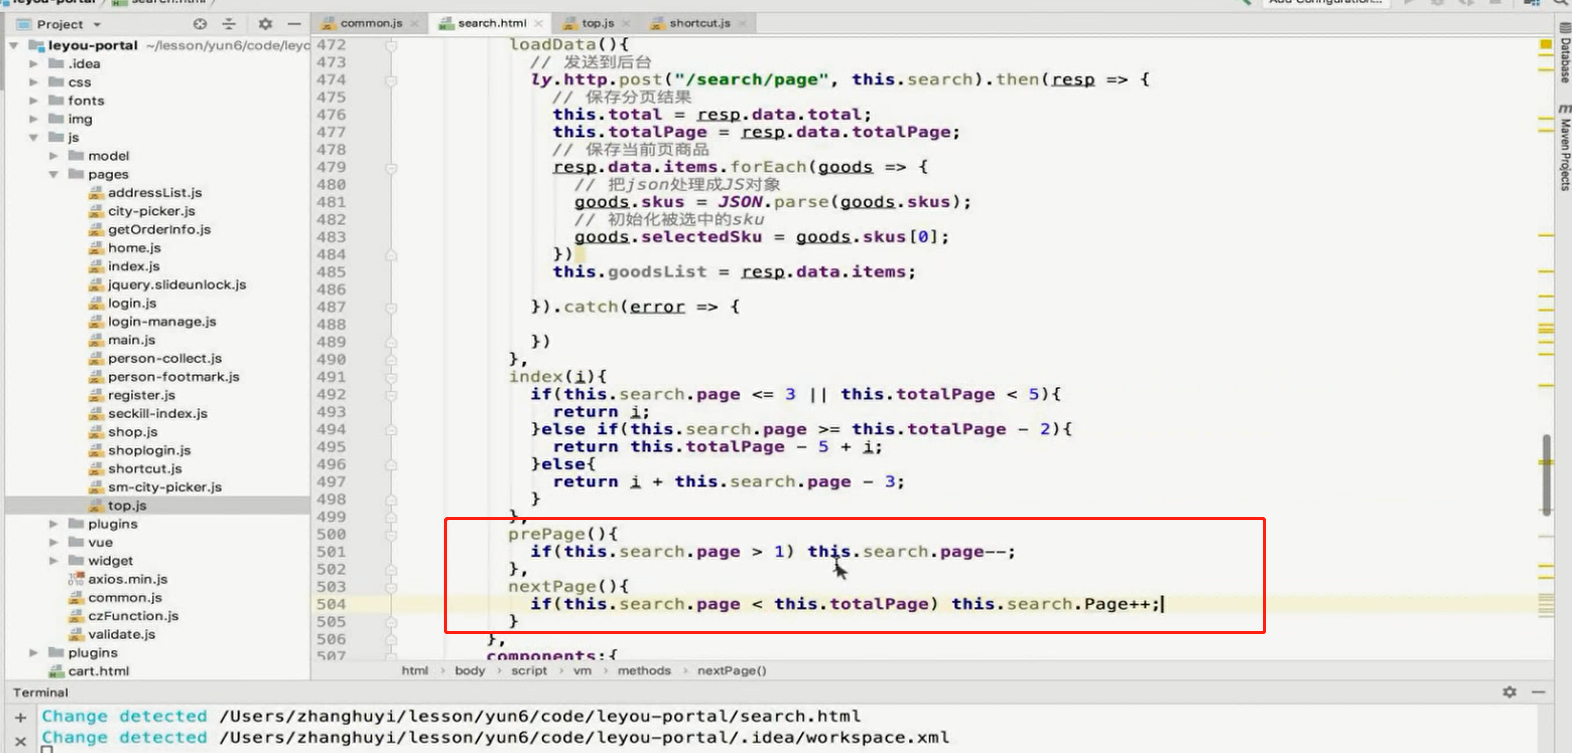 leyou-portal search.html
Add Configuration...
Project
common.js
search.html
top.js
shortcut.js
leyou-portal ~/lesson/yun6/code/leyc
.idea
css
fonts
img
js
model
pages
addressList.js
city-picker.js
getOrderInfo.js
home.js
index.js
jquery.slideunlock.js
login.js
login-manage.js
main.js
person-collect.js
person-footmark.js
register.js
seckill-index.js
shop.js
shoplogin.js
shortcut.js
sm-city-picker.js
top.js
plugins
vue
widget
axios.min.js
common.js
czFunction.js
validate.js
plugins
cart.html
472 loadData(){
473 // 发送到后台
474 ly.http.post("/search/page", this.search).then(resp => {
475 // 保存分页结果
476 this.total = resp.data.total;
477 this.totalPage = resp.data.totalPage;
478 // 保存当前页商品
479 resp.data.items.forEach(goods => {
480 // 把json处理成JS对象
481 goods.skus = JSON.parse(goods.skus);
482 // 初始化被选中的sku
483 goods.selectedSku = goods.skus[0];
484 })
485 this.goodsList = resp.data.items;
486
487 }).catch(error => {
488
489 })
490 },
491 index(i){
492 if(this.search.page <= 3 || this.totalPage < 5){
493 return i;
494 }else if(this.search.page >= this.totalPage - 2){
495 return this.totalPage - 5 + i;
496 }else{
497 return i + this.search.page - 3;
498 }
499 },
500 prePage(){
501 if(this.search.page > 1) this.search.page--;
502 },
503 nextPage(){
504 if(this.search.page < this.totalPage) this.search.Page++;
505 }
506 },
507 components:{
html › body › script › vm › methods › nextPage()
Database
Maven Projects
Terminal
Change detected /Users/zhanghuyi/lesson/yun6/code/leyou-portal/search.html
Change detected /Users/zhanghuyi/lesson/yun6/code/leyou-portal/.idea/workspace.xml